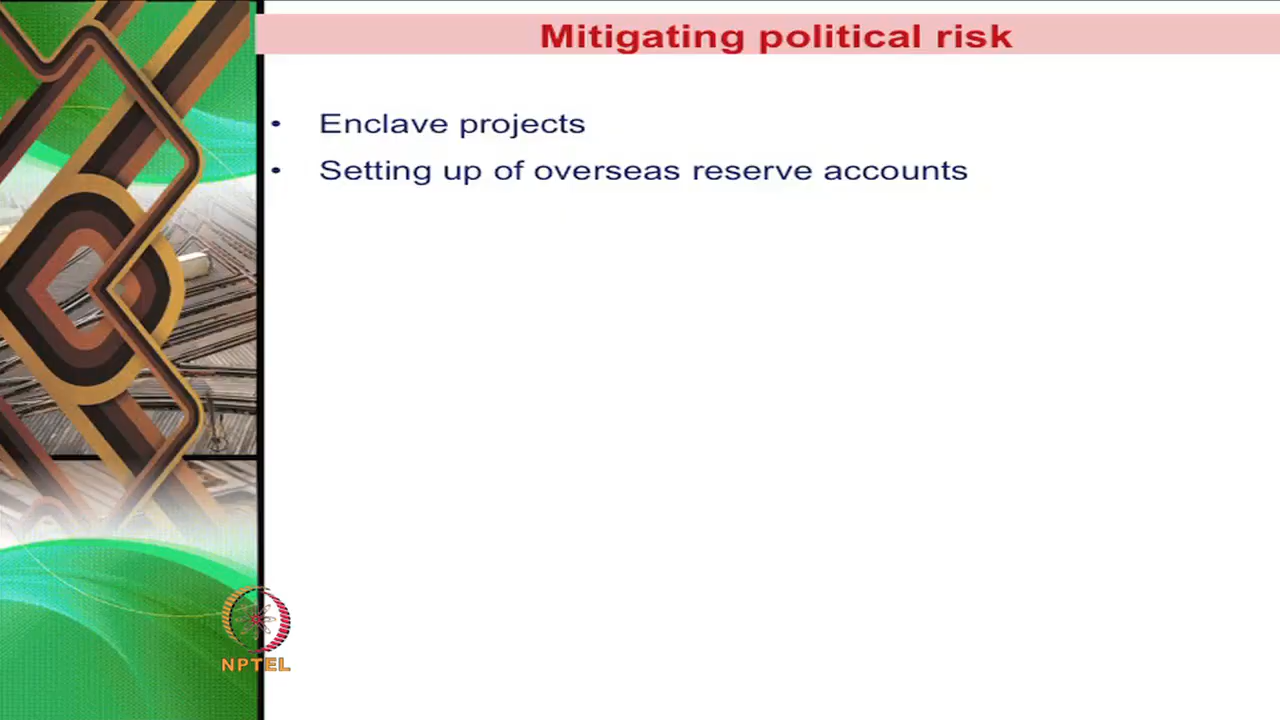 Mitigating political risk
• Enclave projects
• Setting up of overseas reserve accounts
NPTEL